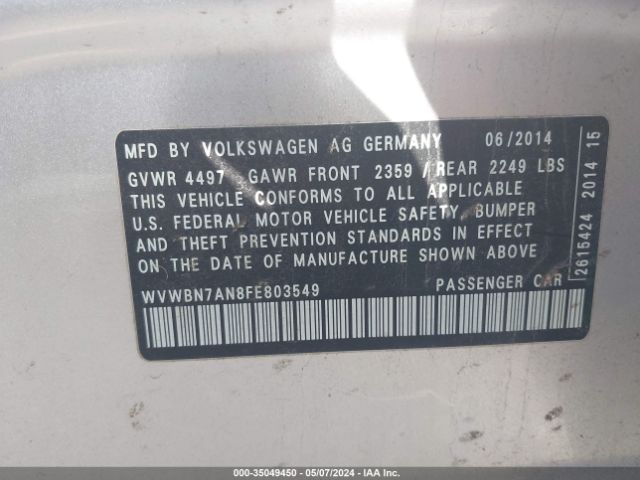 MFD BY VOLKSWAGEN AG GERMANY 06/2014
GVWR 4497 GAWR FRONT 2359 / REAR 2249 LBS
THIS VEHICLE CONFORMS TO ALL APPLICABLE
U.S. FEDERAL MOTOR VEHICLE SAFETY, BUMPER
AND THEFT PREVENTION STANDARDS IN EFFECT
ON THE DATE OF MANUFACTURE SHOWN ABOVE
WVWBN7AN8FE803549 PASSENGER CAR
2615424 2014 15
000-35049450 - 05/07/2024 - IAAI.COM